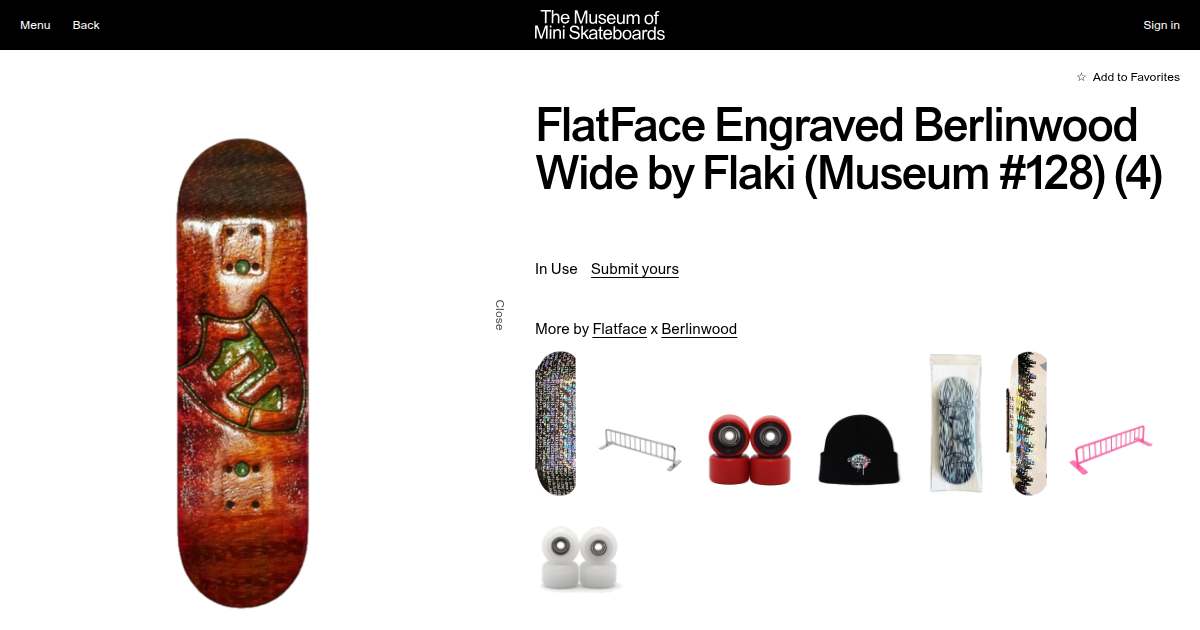 Menu
Back
The Museum of
Mini Skateboards
Sign in
☆ Add to Favorites
FlatFace Engraved Berlinwood
Wide by Flaki (Museum #128) (4)
In Use Submit yours
Close
More by Flatface x Berlinwood